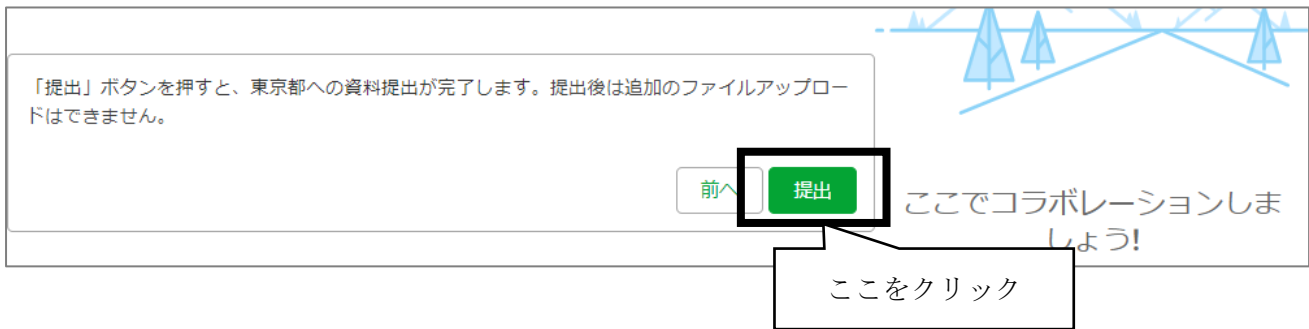 「提出」ボタンを押すと、東京都への資料提出が完了します。提出後は追加のファイルアップロー
ドはできません。
前へ
提出
ここでコラボレーションしま
しょう!
ここをクリック